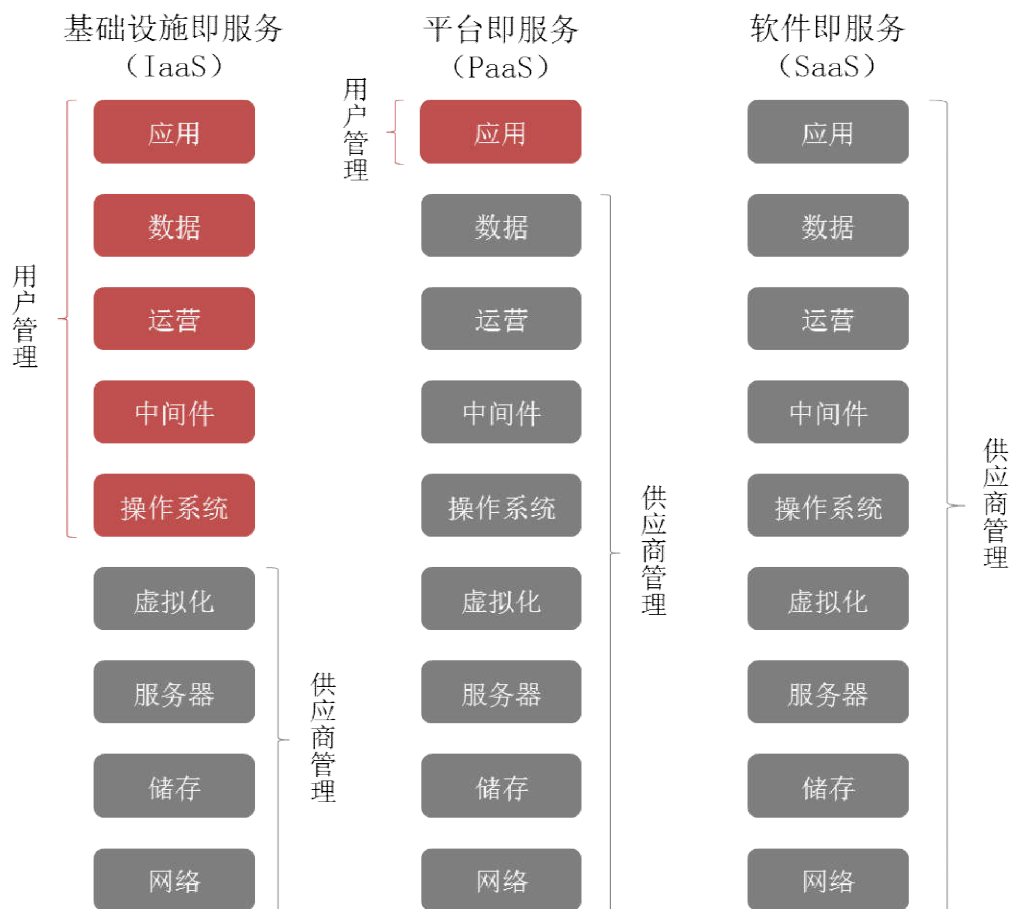 基础设施即服务
（IaaS）
用户管理
应用
数据
运营
中间件
操作系统
虚拟化
服务器
储存
网络
供应商管理
平台即服务
（PaaS）
用户管理
应用
数据
运营
中间件
操作系统
虚拟化
服务器
储存
网络
供应商管理
软件即服务
（SaaS）
应用
数据
运营
中间件
操作系统
虚拟化
服务器
储存
网络
供应商管理